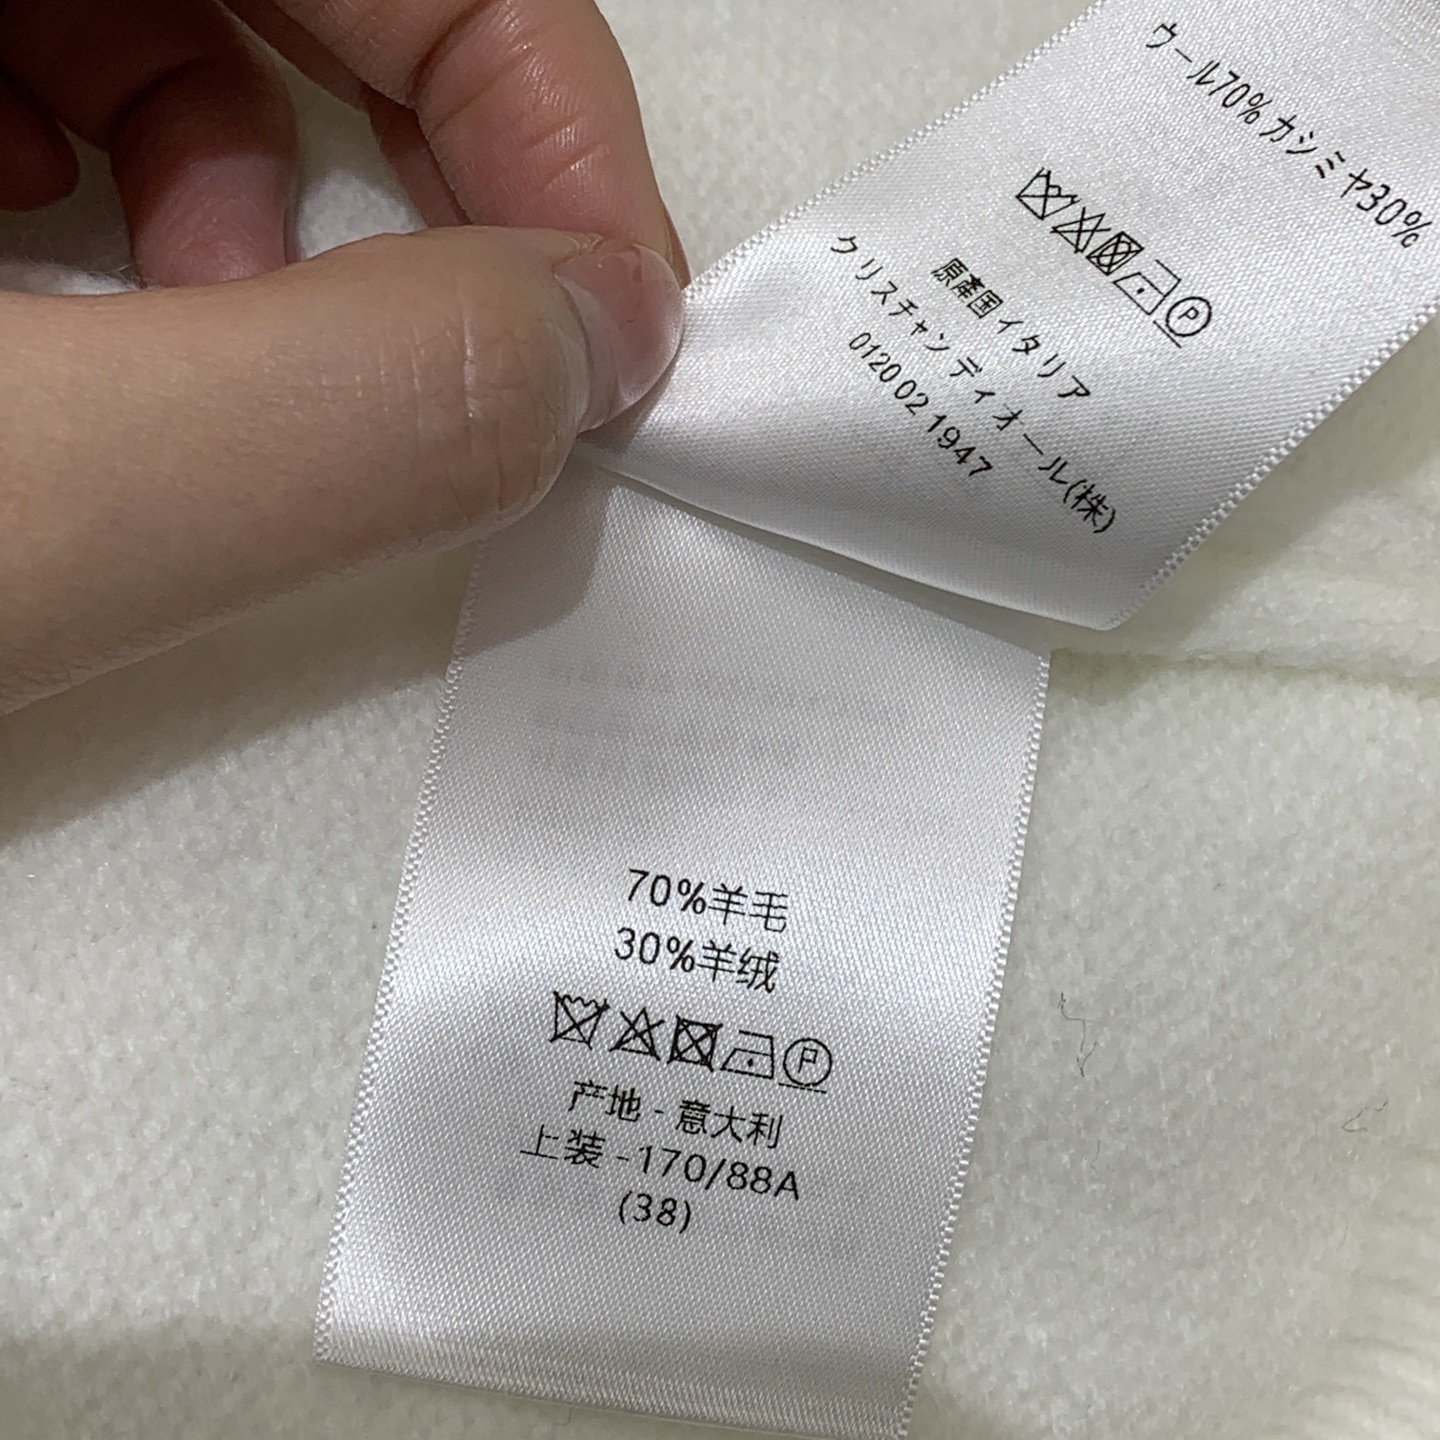 ウール70% カシミヤ30%
P
原産国イタリア
クリスチャン ディオール(株)
0120 02 1947
70%羊毛
30%羊绒
P
产地 - 意大利
上装 -170/88A
(38)